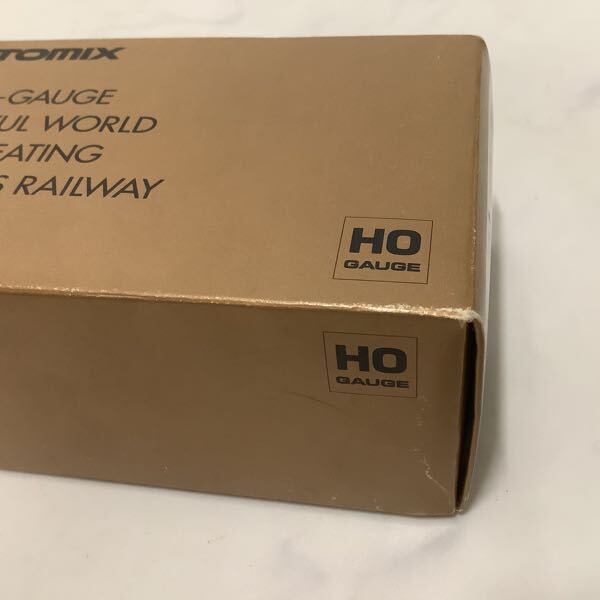 TOMIX
-GAUGE
UL WORLD
EATING
S RAILWAY
HO
GAUGE
HO
GAUGE